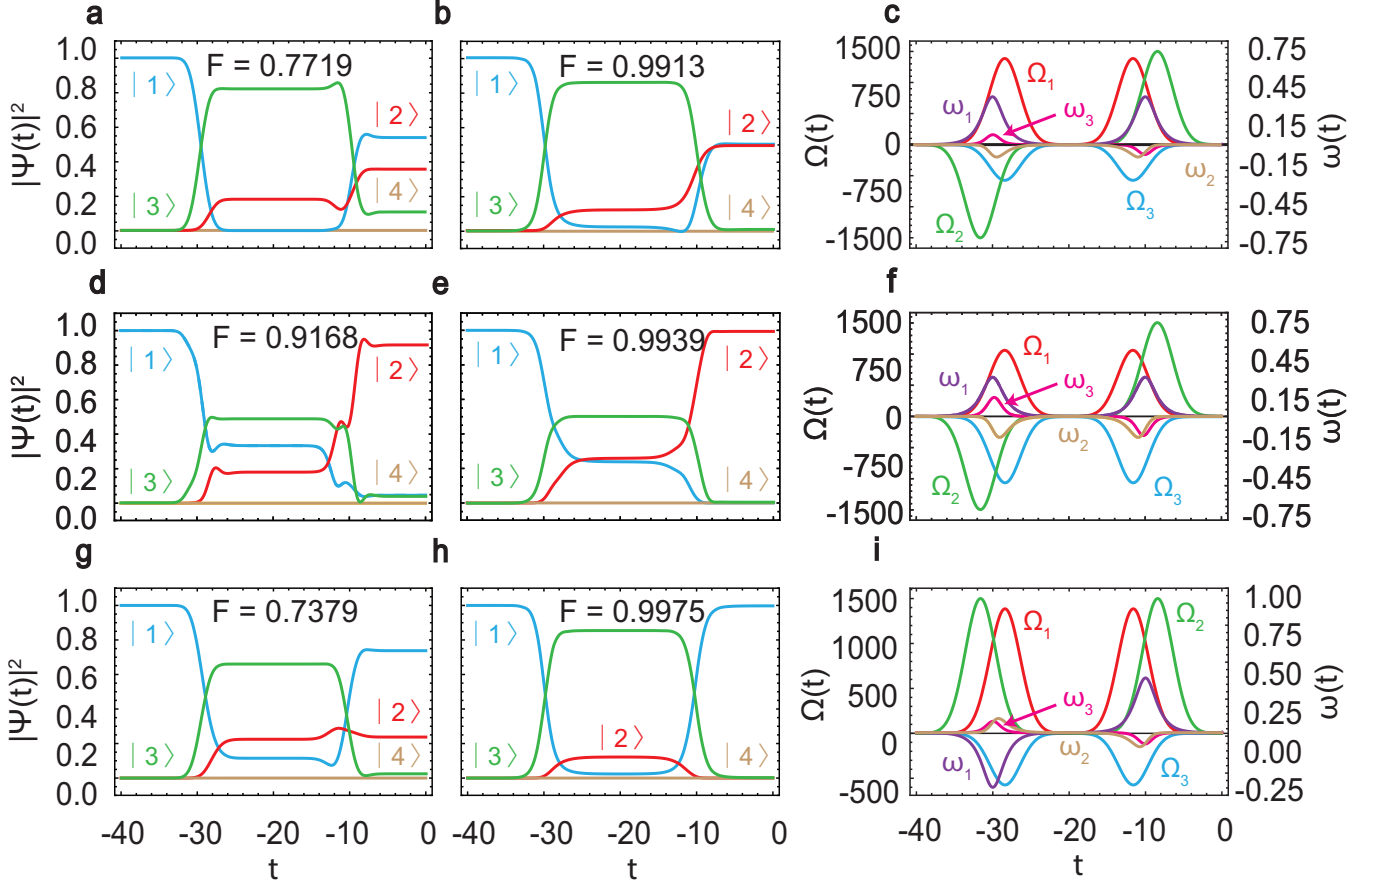 a
b
c
|Ψ(t)|²
1.0
0.8
0.6
0.4
0.2
0.0
F = 0.7719
| 1 ⟩
| 2 ⟩
| 3 ⟩
| 4 ⟩
F = 0.9913
| 1 ⟩
| 2 ⟩
| 3 ⟩
| 4 ⟩
Ω(t)
1500
750
0
-750
-1500
ω₁
Ω₁
ω₃
ω₂
Ω₂
Ω₃
0.75
0.45
0.15
-0.15
-0.45
-0.75
ω(t)
d
e
f
|Ψ(t)|²
1.0
0.8
0.6
0.4
0.2
0.0
F = 0.9168
| 1 ⟩
| 2 ⟩
| 3 ⟩
| 4 ⟩
F = 0.9939
| 1 ⟩
| 2 ⟩
| 3 ⟩
| 4 ⟩
Ω(t)
1500
750
0
-750
-1500
ω₁
Ω₁
ω₃
ω₂
Ω₂
Ω₃
0.75
0.45
0.15
-0.15
-0.45
-0.75
ω(t)
g
h
i
|Ψ(t)|²
1.0
0.8
0.6
0.4
0.2
0.0
F = 0.7379
| 1 ⟩
| 2 ⟩
| 3 ⟩
| 4 ⟩
-40 -30 -20 -10 0
t
F = 0.9975
| 1 ⟩
| 2 ⟩
| 3 ⟩
| 4 ⟩
-40 -30 -20 -10 0
t
Ω(t)
1500
1000
500
0
-500
Ω₁
Ω₂
ω₃
ω₂
ω₁
Ω₃
1.00
0.75
0.50
0.25
0.00
-0.25
ω(t)
-40 -30 -20 -10 0
t